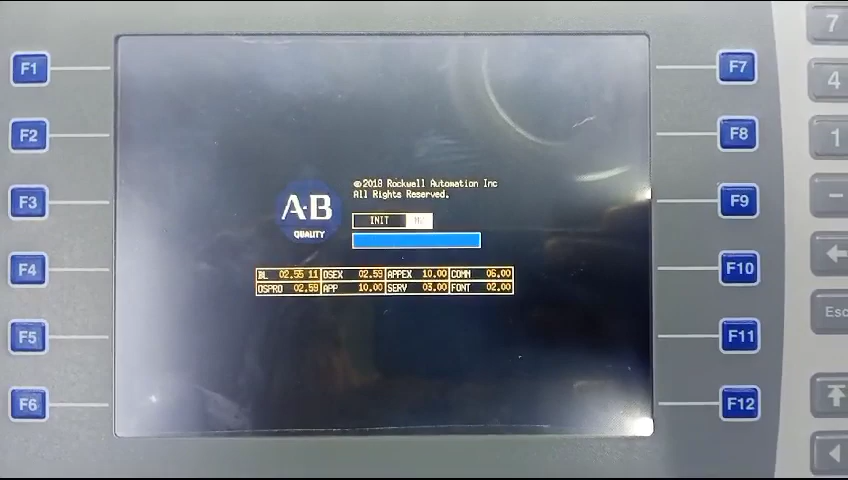 F1
F2
F3
F4
F5
F6
©2018 Rockwell Automation Inc
All Rights Reserved.
A·B
QUALITY
INIT
BL 02.55 11 OSEX 02.59 APPEX 10.00 COMM 06.00
OSPRO 02.59 APP 10.00 SERV 03.00 FONT 02.00
F7
F8
F9
F10
F11
F12
7
4
1
−
←
Esc